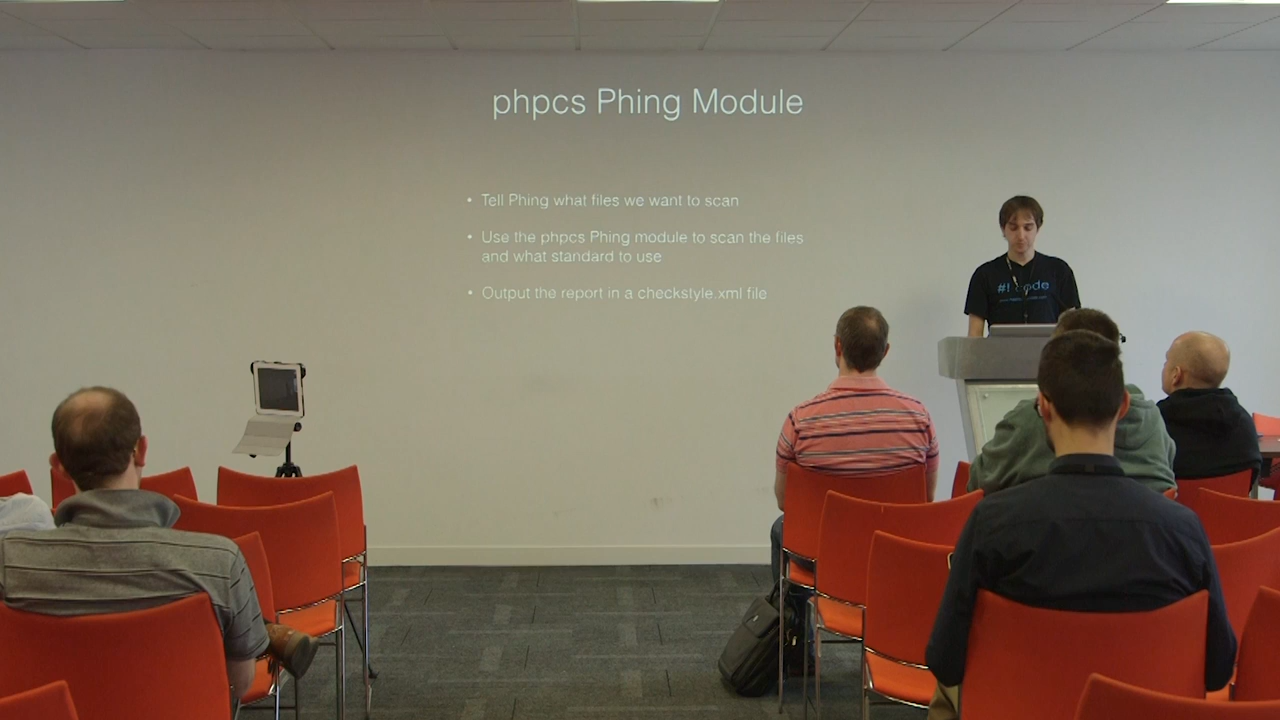 phpcs Phing Module
• Tell Phing what files we want to scan
• Use the phpcs Phing module to scan the files
and what standard to use
• Output the report in a checkstyle.xml file
#! code